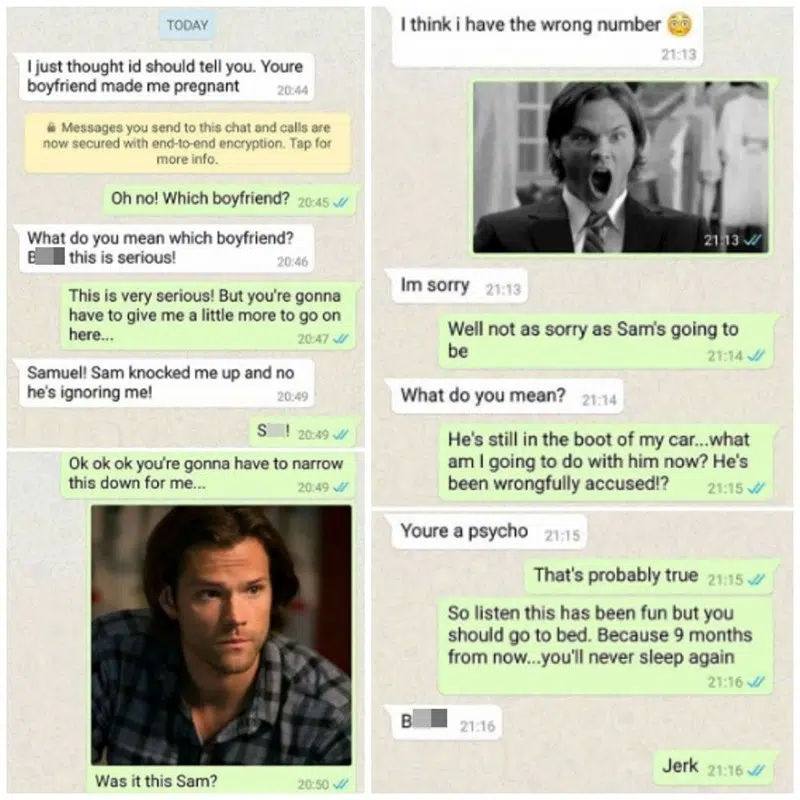 TODAY
I just thought id should tell you. Youre
boyfriend made me pregnant
20:44
Messages you send to this chat and calls are
now secured with end-to-end encryption. Tap for
more info.
Oh no! Which boyfriend? 20:45
What do you mean which boyfriend?
B this is serious!
20:46
This is very serious! But you're gonna
have to give me a little more to go on
here...
20:47
Samuel! Sam knocked me up and no
he's ignoring me!
20:49
S ! 20:49
Ok ok ok you're gonna have to narrow
this down for me...
20:49
Was it this Sam?
20:50
I think i have the wrong number 😳
21:13
21:13
Im sorry 21:13
Well not as sorry as Sam's going to
be
21:14
What do you mean? 21:14
He's still in the boot of my car...what
am I going to do with him now? He's
been wrongfully accused!?
21:15
Youre a psycho 21:15
That's probably true 21:15
So listen this has been fun but you
should go to bed. Because 9 months
from now...you'll never sleep again
21:16
B 21:16
Jerk 21:16